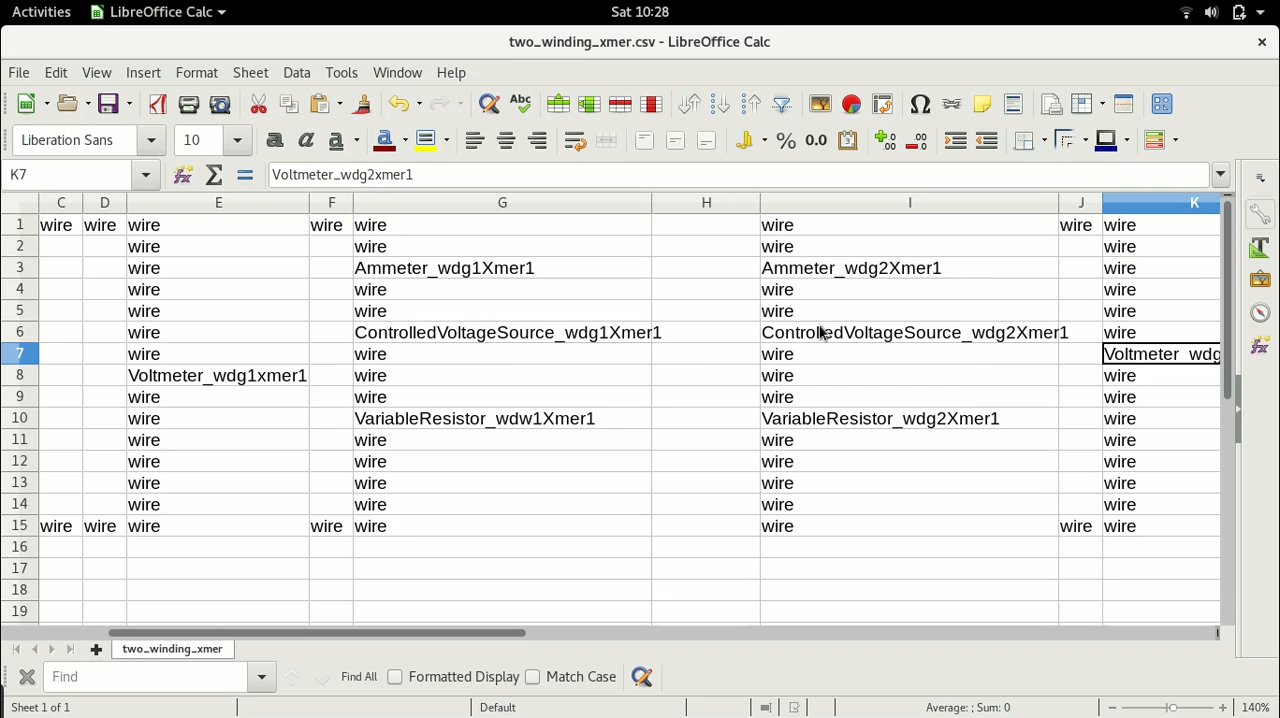 Activities LibreOffice Calc Sat 10:28
two_winding_xmer.csv - LibreOffice Calc
File Edit View Insert Format Sheet Data Tools Window Help
Liberation Sans 10
K7 Voltmeter_wdg2xmer1
C D E F G H I J K
1 wire wire wire wire wire wire wire wire
2 wire wire wire wire
3 wire Ammeter_wdg1Xmer1 Ammeter_wdg2Xmer1 wire
4 wire wire wire wire
5 wire wire wire wire
6 wire ControlledVoltageSource_wdg1Xmer1 ControlledVoltageSource_wdg2Xmer1 wire
7 wire wire wire Voltmeter_wdg
8 Voltmeter_wdg1xmer1 wire wire wire
9 wire wire wire wire
10 wire VariableResistor_wdw1Xmer1 VariableResistor_wdg2Xmer1 wire
11 wire wire wire wire
12 wire wire wire wire
13 wire wire wire wire
14 wire wire wire wire
15 wire wire wire wire wire wire wire wire
16
17
18
19
two_winding_xmer
Find Find All Formatted Display Match Case
Sheet 1 of 1 Default Average: ; Sum: 0 140%